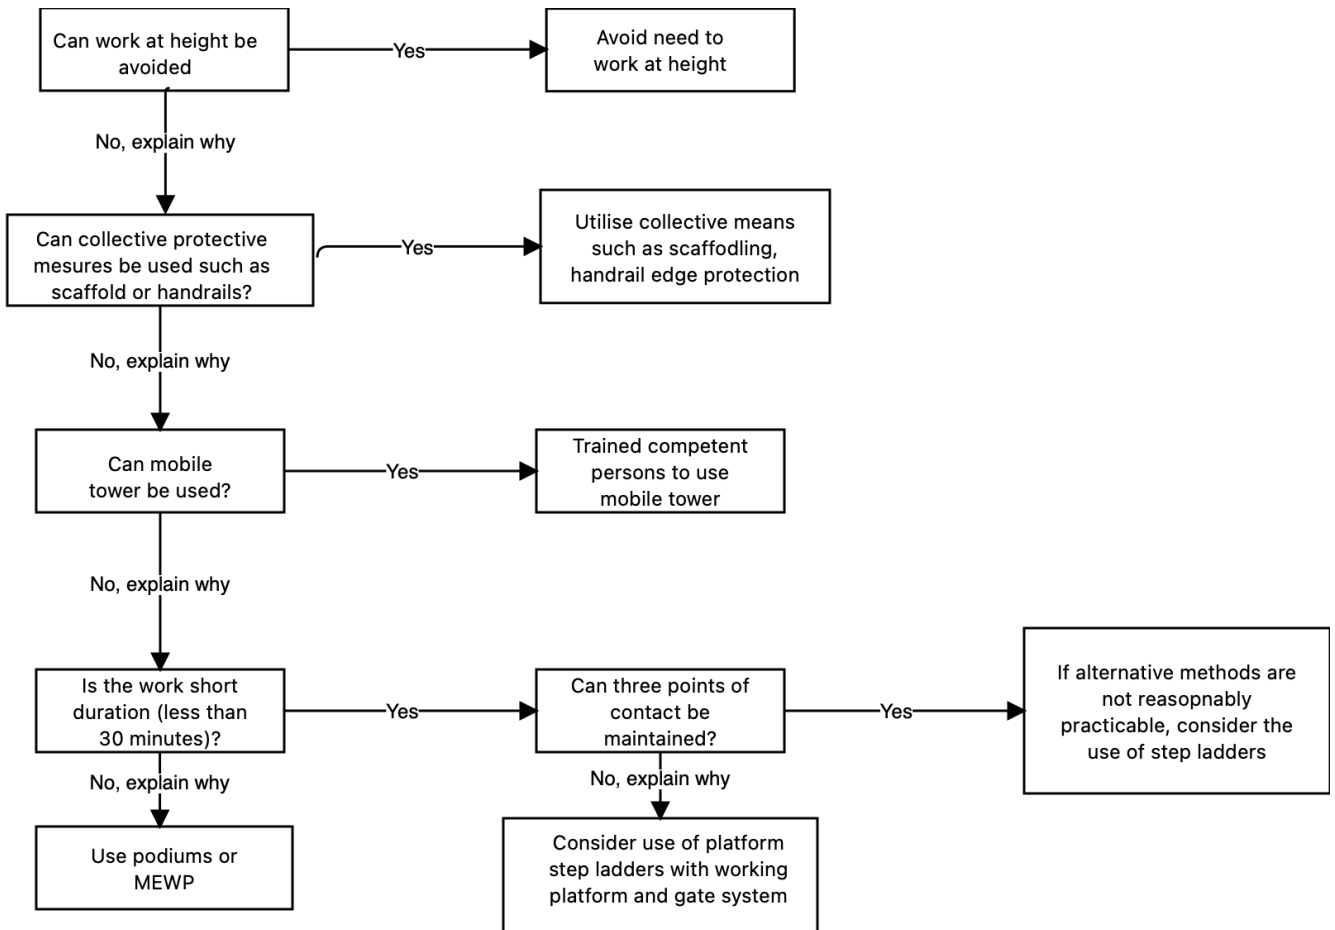 Can work at height be
avoided
Yes
Avoid need to
work at height
No, explain why
Can collective protective
mesures be used such as
scaffold or handrails?
Yes
Utilise collective means
such as scaffodling,
handrail edge protection
No, explain why
Can mobile
tower be used?
Yes
Trained competent
persons to use
mobile tower
No, explain why
Is the work short
duration (less than
30 minutes)?
Yes
Can three points of
contact be
maintained?
Yes
If alternative methods are
not reasopnably
practicable, consider the
use of step ladders
No, explain why
Use podiums or
MEWP
No, explain why
Consider use of platform
step ladders with working
platform and gate system